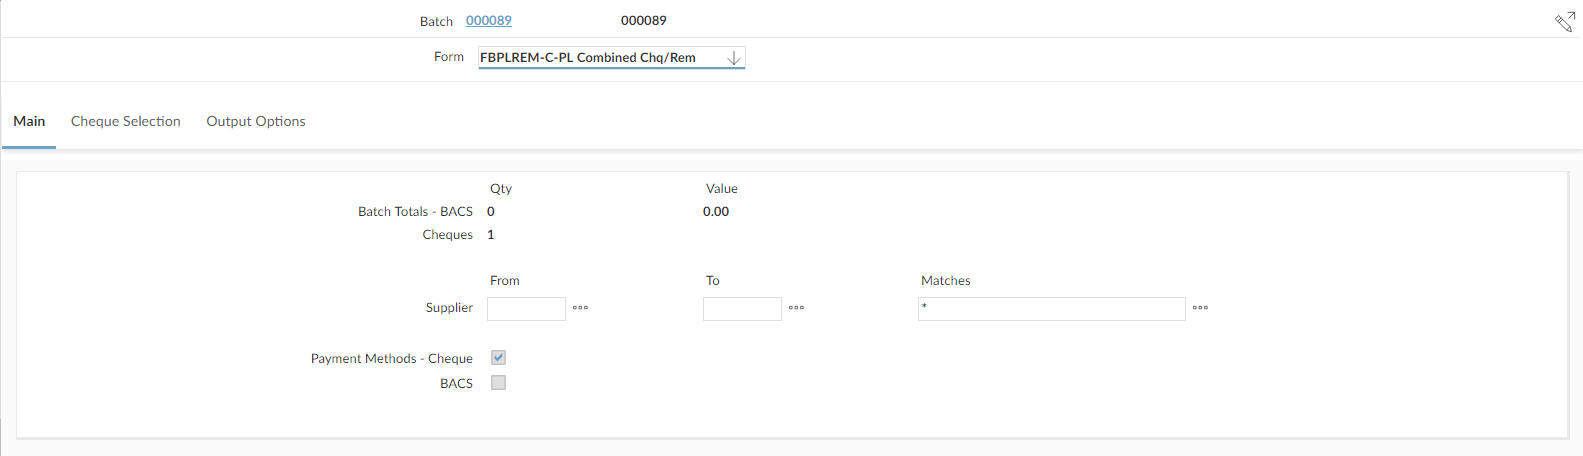 Batch 000089 000089
Form FBPLREM-C-PL Combined Chq/Rem
Main Cheque Selection Output Options
Qty Value
Batch Totals - BACS 0 0.00
Cheques 1
From To Matches
Supplier *
Payment Methods - Cheque
BACS